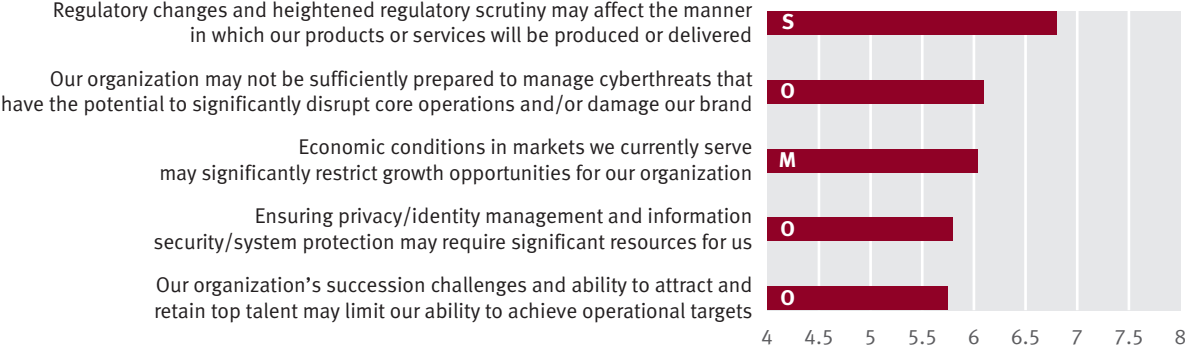 Regulatory changes and heightened regulatory scrutiny may affect the manner
in which our products or services will be produced or delivered
S
Our organization may not be sufficiently prepared to manage cyberthreats that
have the potential to significantly disrupt core operations and/or damage our brand
O
Economic conditions in markets we currently serve
may significantly restrict growth opportunities for our organization
M
Ensuring privacy/identity management and information
security/system protection may require significant resources for us
O
Our organization’s succession challenges and ability to attract and
retain top talent may limit our ability to achieve operational targets
O
4 4.5 5 5.5 6 6.5 7 7.5 8